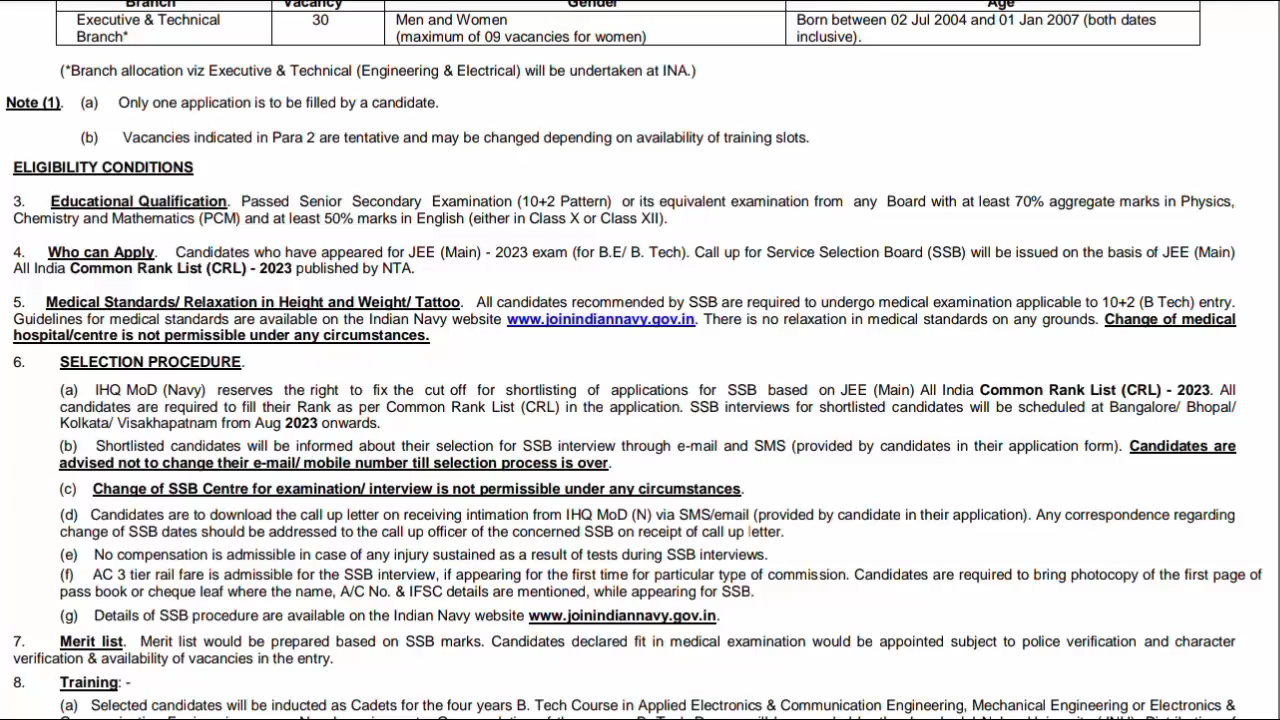 Branch Vacancy Gender Age
Executive & Technical 30 Men and Women Born between 02 Jul 2004 and 01 Jan 2007 (both dates
Branch* (maximum of 09 vacancies for women) inclusive).
(*Branch allocation viz Executive & Technical (Engineering & Electrical) will be undertaken at INA.)
Note (1). (a) Only one application is to be filled by a candidate.
(b) Vacancies indicated in Para 2 are tentative and may be changed depending on availability of training slots.
ELIGIBILITY CONDITIONS
3. Educational Qualification. Passed Senior Secondary Examination (10+2 Pattern) or its equivalent examination from any Board with at least 70% aggregate marks in Physics,
Chemistry and Mathematics (PCM) and at least 50% marks in English (either in Class X or Class XII).
4. Who can Apply. Candidates who have appeared for JEE (Main) - 2023 exam (for B.E/ B. Tech). Call up for Service Selection Board (SSB) will be issued on the basis of JEE (Main)
All India Common Rank List (CRL) - 2023 published by NTA.
5. Medical Standards/ Relaxation in Height and Weight/ Tattoo. All candidates recommended by SSB are required to undergo medical examination applicable to 10+2 (B Tech) entry.
Guidelines for medical standards are available on the Indian Navy website www.joinindiannavy.gov.in. There is no relaxation in medical standards on any grounds. Change of medical
hospital/centre is not permissible under any circumstances.
6. SELECTION PROCEDURE.
(a) IHQ MoD (Navy) reserves the right to fix the cut off for shortlisting of applications for SSB based on JEE (Main) All India Common Rank List (CRL) - 2023. All
candidates are required to fill their Rank as per Common Rank List (CRL) in the application. SSB interviews for shortlisted candidates will be scheduled at Bangalore/ Bhopal/
Kolkata/ Visakhapatnam from Aug 2023 onwards.
(b) Shortlisted candidates will be informed about their selection for SSB interview through e-mail and SMS (provided by candidates in their application form). Candidates are
advised not to change their e-mail/ mobile number till selection process is over.
(c) Change of SSB Centre for examination/ interview is not permissible under any circumstances.
(d) Candidates are to download the call up letter on receiving intimation from IHQ MoD (N) via SMS/email (provided by candidate in their application). Any correspondence regarding
change of SSB dates should be addressed to the call up officer of the concerned SSB on receipt of call up letter.
(e) No compensation is admissible in case of any injury sustained as a result of tests during SSB interviews.
(f) AC 3 tier rail fare is admissible for the SSB interview, if appearing for the first time for particular type of commission. Candidates are required to bring photocopy of the first page of
pass book or cheque leaf where the name, A/C No. & IFSC details are mentioned, while appearing for SSB.
(g) Details of SSB procedure are available on the Indian Navy website www.joinindiannavy.gov.in.
7. Merit list. Merit list would be prepared based on SSB marks. Candidates declared fit in medical examination would be appointed subject to police verification and character
verification & availability of vacancies in the entry.
8. Training: -
(a) Selected candidates will be inducted as Cadets for the four years B. Tech Course in Applied Electronics & Communication Engineering, Mechanical Engineering or Electronics &